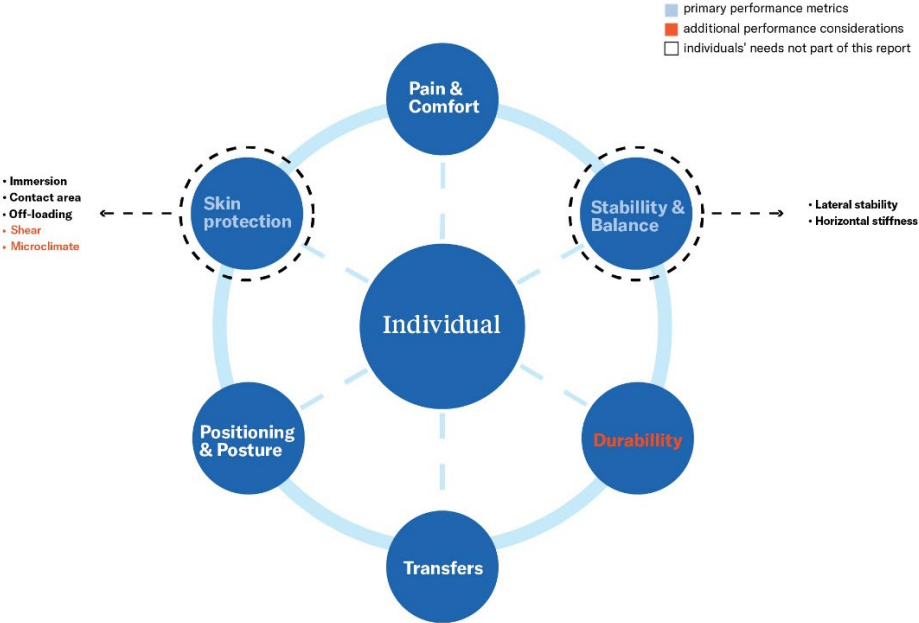 primary performance metrics
additional performance considerations
individuals' needs not part of this report
Pain &
Comfort
• Immersion
• Contact area
• Off-loading
• Shear
• Microclimate
Skin
protection
Stabillity &
Balance
• Lateral stability
• Horizontal stiffness
Individual
Positioning
& Posture
Durabillity
Transfers